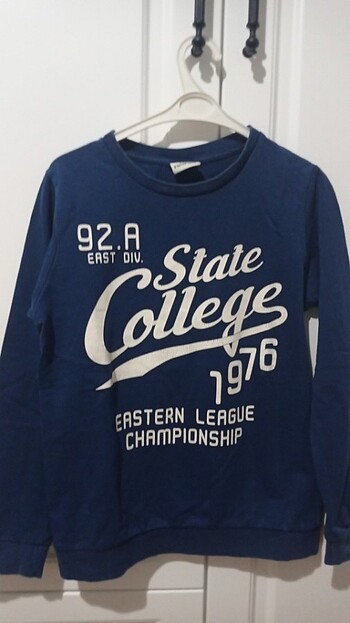 92.A
EAST DIV.
State
College
1976
EASTERN LEAGUE
CHAMPIONSHIP